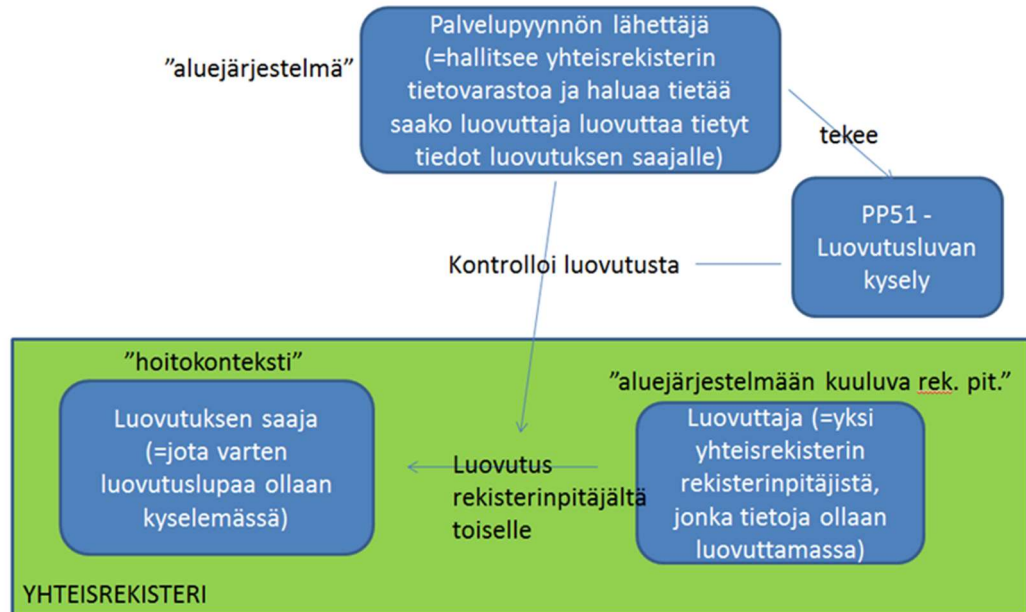 Palvelupyynnön lähettäjä
(=hallitsee yhteisrekisterin
tietovarastoa ja haluaa tietää
saako luovuttaja luovuttaa tietyt
tiedot luovutuksen saajalle)
”aluejärjestelmä”
tekee
PP51 -
Luovutusluvan
kysely
Kontrolloi luovutusta
”hoitokonteksti”
Luovutuksen saaja
(=jota varten
luovutuslupaa ollaan
kyselemässä)
Luovutus
rekisterinpitäjältä
toiselle
”aluejärjestelmään kuuluva rek. pit.”
Luovuttaja (=yksi
yhteisrekisterin
rekisterinpitäjistä,
jonka tietoja ollaan
luovuttamassa)
YHTEISREKISTERI